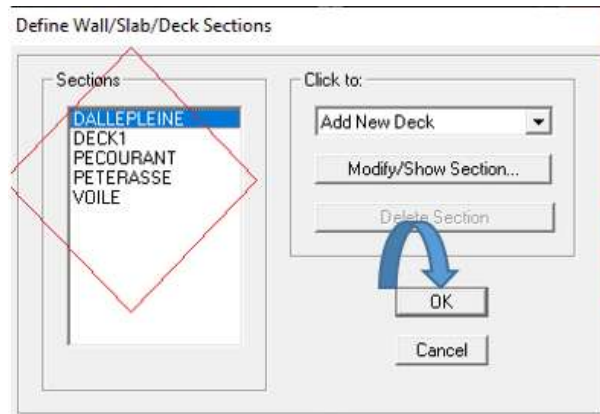 Define Wall/Slab/Deck Sections
Sections
DALLEPLEINE
DECK1
PECOURANT
PETERASSE
VOILE
Click to:
Add New Deck
Modify/Show Section...
Delete Section
OK
Cancel